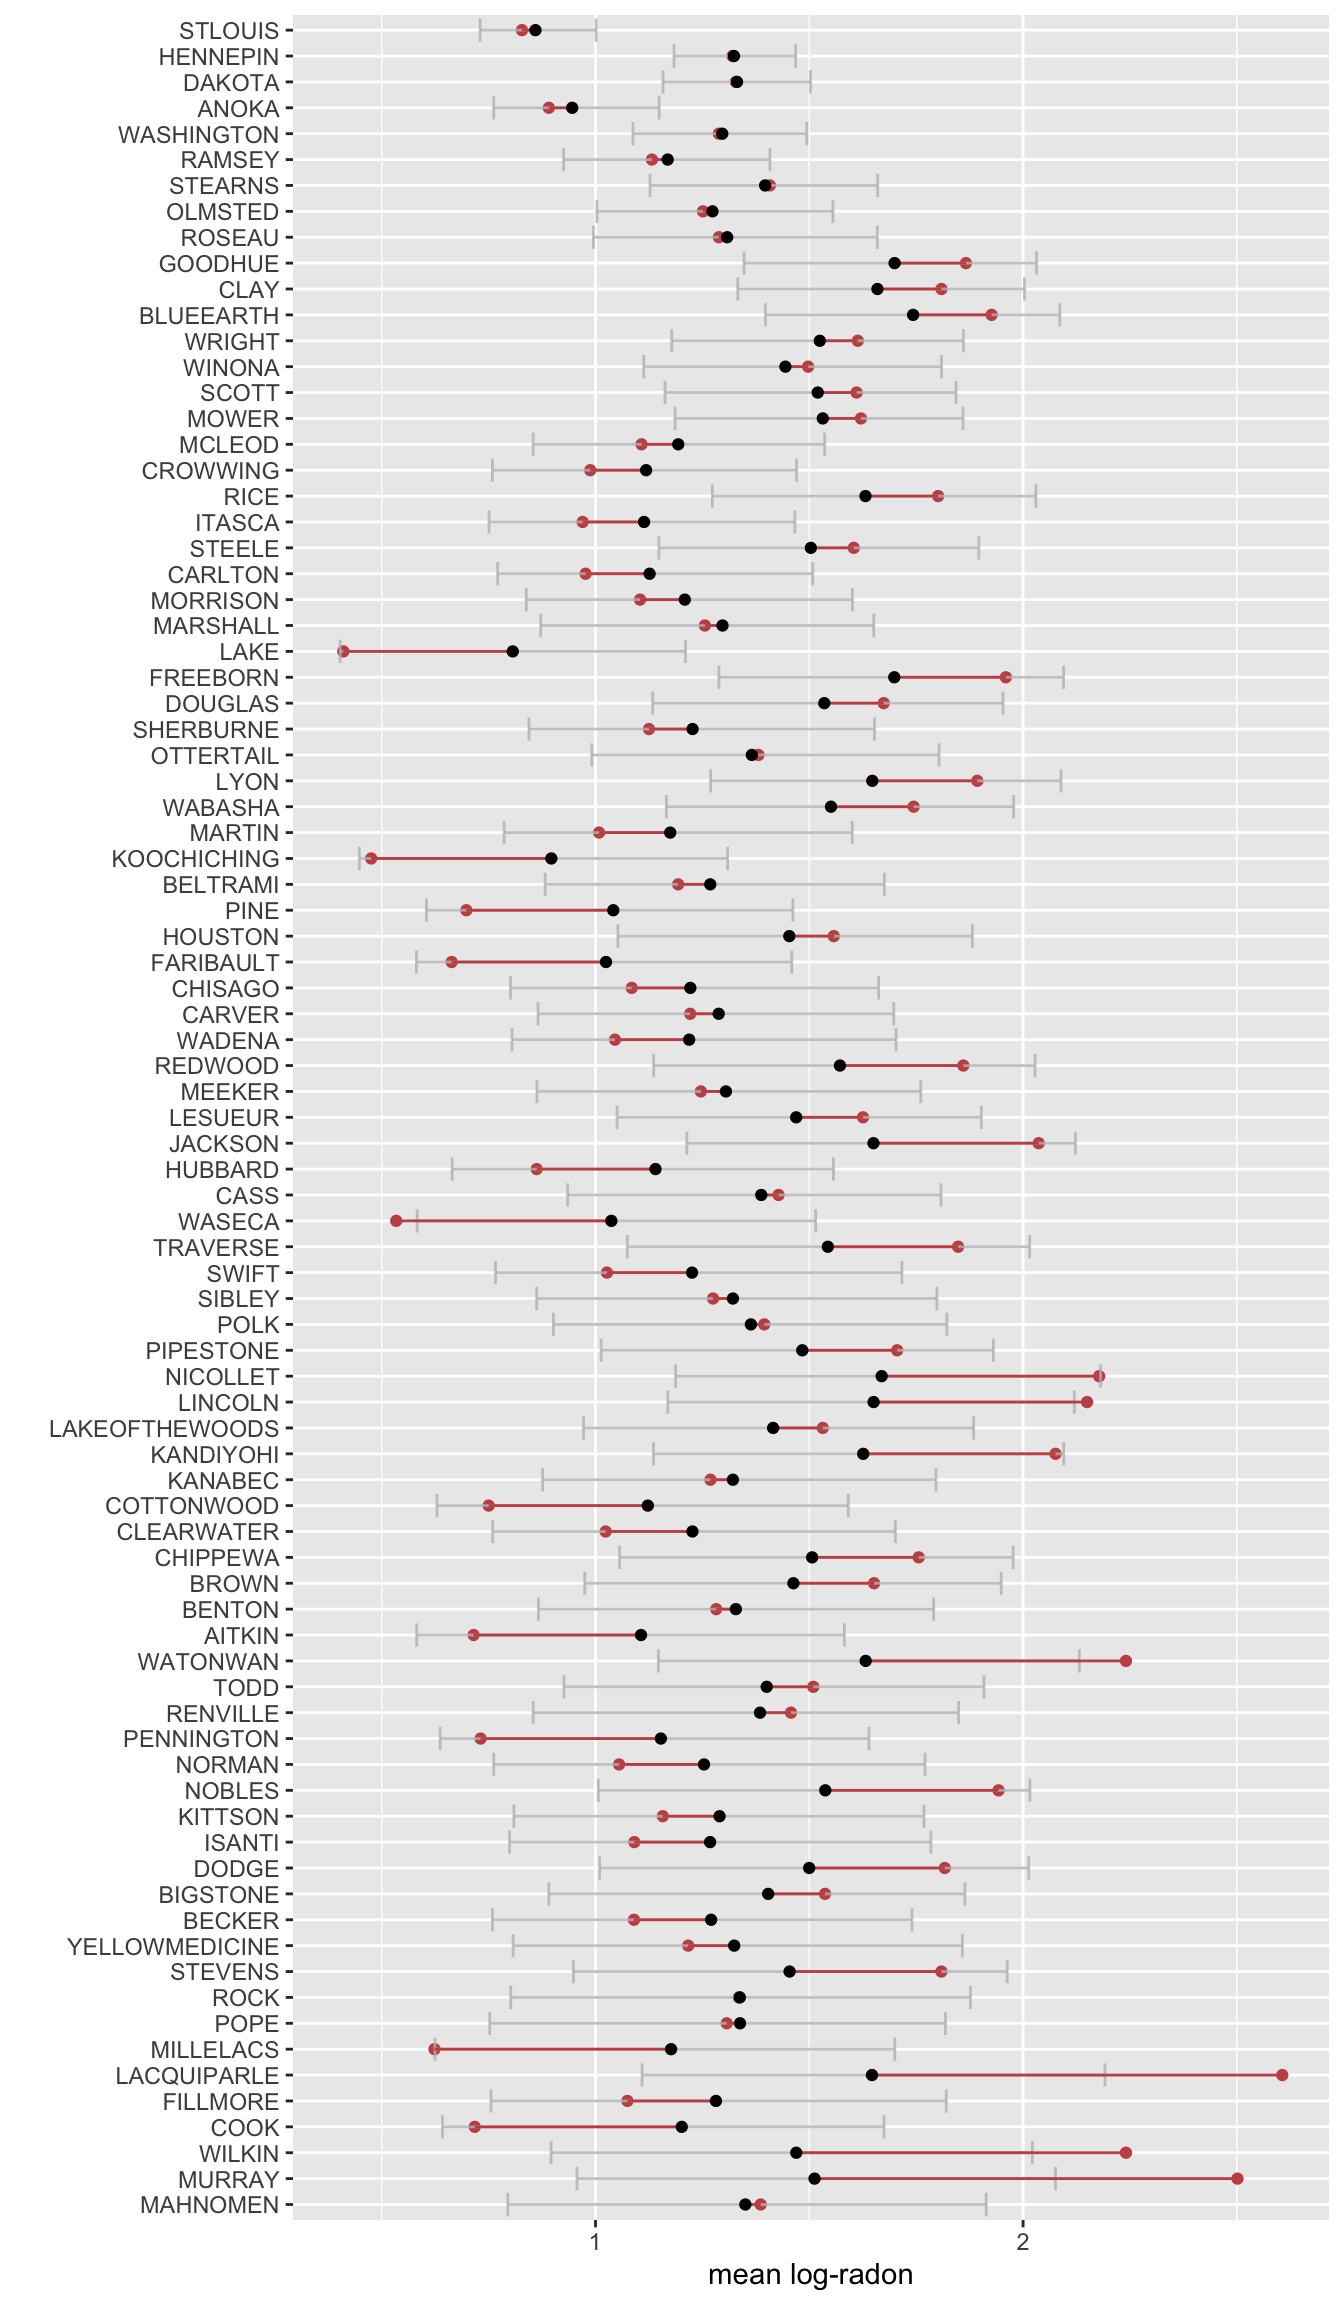 STLOUIS
HENNEPIN
DAKOTA
ANOKA
WASHINGTON
RAMSEY
STEARNS
OLMSTED
ROSEAU
GOODHUE
CLAY
BLUEEARTH
WRIGHT
WINONA
SCOTT
MOWER
MCLEOD
CROWWING
RICE
ITASCA
STEELE
CARLTON
MORRISON
MARSHALL
LAKE
FREEBORN
DOUGLAS
SHERBURNE
OTTERTAIL
LYON
WABASHA
MARTIN
KOOCHICHING
BELTRAMI
PINE
HOUSTON
FARIBAULT
CHISAGO
CARVER
WADENA
REDWOOD
MEEKER
LESUEUR
JACKSON
HUBBARD
CASS
WASECA
TRAVERSE
SWIFT
SIBLEY
POLK
PIPESTONE
NICOLLET
LINCOLN
LAKEOFTHEWOODS
KANDIYOHI
KANABEC
COTTONWOOD
CLEARWATER
CHIPPEWA
BROWN
BENTON
AITKIN
WATONWAN
TODD
RENVILLE
PENNINGTON
NORMAN
NOBLES
KITTSON
ISANTI
DODGE
BIGSTONE
BECKER
YELLOWMEDICINE
STEVENS
ROCK
POPE
MILLELACS
LACQUIPARLE
FILLMORE
COOK
WILKIN
MURRAY
MAHNOMEN
1 2
mean log-radon